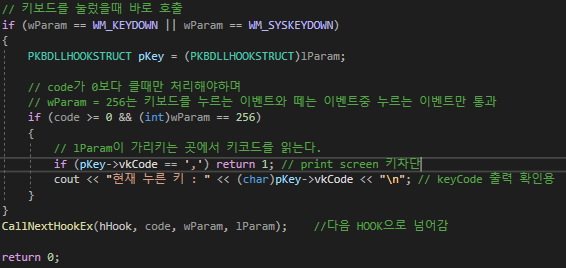 // 키보드를 눌렀을때 바로 호출
if (wParam == WM_KEYDOWN || wParam == WM_SYSKEYDOWN)
{
PKBDLLHOOKSTRUCT pKey = (PKBDLLHOOKSTRUCT)lParam;
// code가 0보다 클때만 처리해야하며
// wParam = 256는 키보드를 누르는 이벤트와 떼는 이벤트중 누르는 이벤트만 통과
if (code >= 0 && (int)wParam == 256)
{
// lParam이 가리키는 곳에서 키코드를 읽는다.
if (pKey->vkCode == ',') return 1; // print screen 키차단
cout << "현재 누른 키 : " << (char)pKey->vkCode << "\n"; // keyCode 출력 확인용
}
}
CallNextHookEx(hHook, code, wParam, lParam); //다음 HOOK으로 넘어감
return 0;